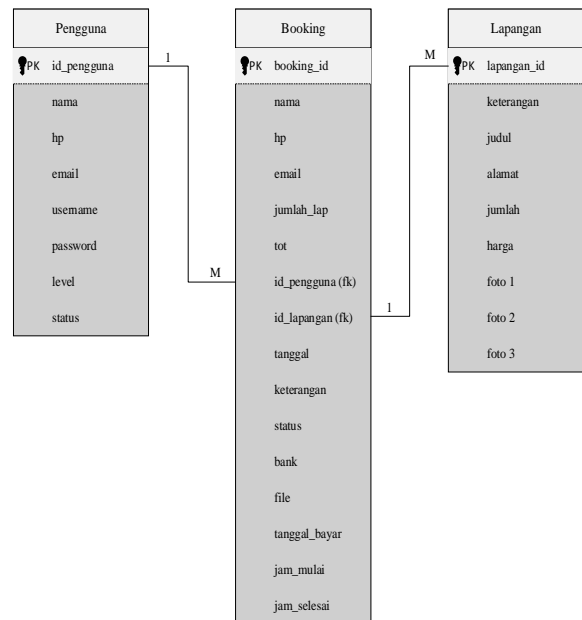 Pengguna
PK id_pengguna
nama
hp
email
username
password
level
status
1
M
Booking
PK booking_id
nama
hp
email
jumlah_lap
tot
id_pengguna (fk)
id_lapangan (fk)
tanggal
keterangan
status
bank
file
tanggal_bayar
jam_mulai
jam_selesai
M
1
Lapangan
PK lapangan_id
keterangan
judul
alamat
jumlah
harga
foto 1
foto 2
foto 3